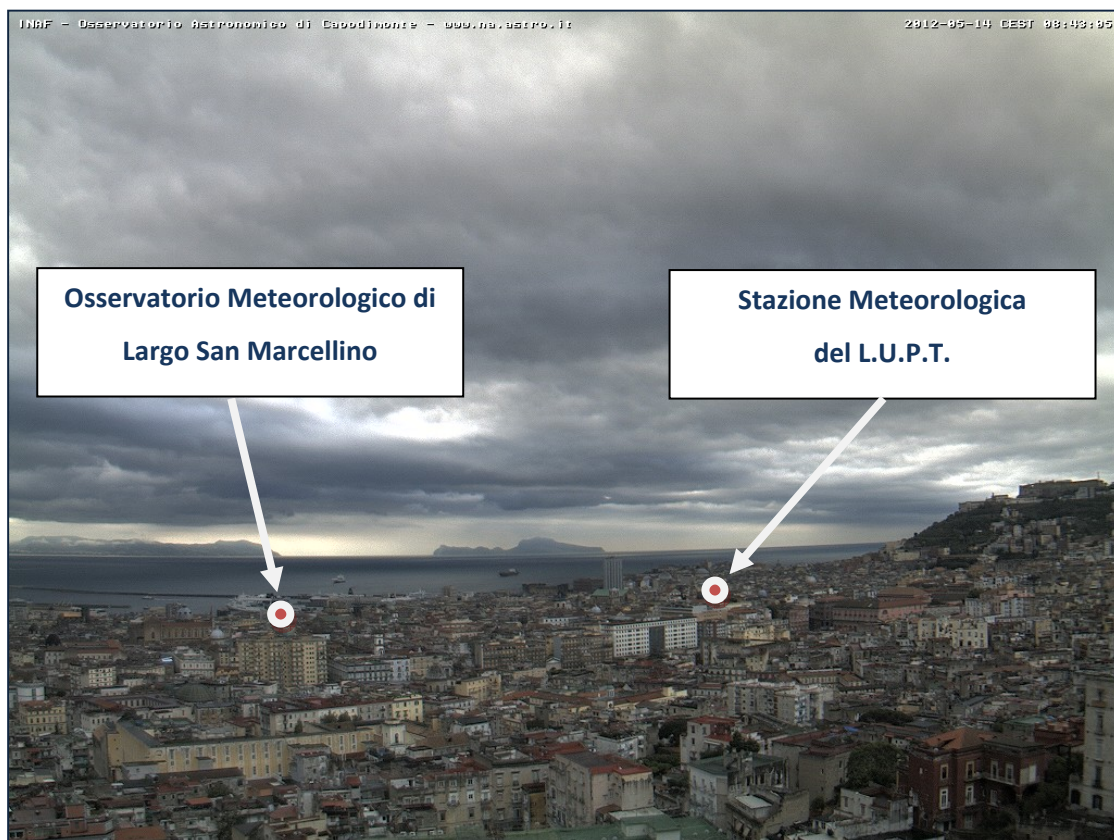 INAF - Osservatorio Astronomico di Capodimonte - www.na.astro.it
2012-05-14 CEST 08:43:05
Osservatorio Meteorologico di
Largo San Marcellino
Stazione Meteorologica
del L.U.P.T.